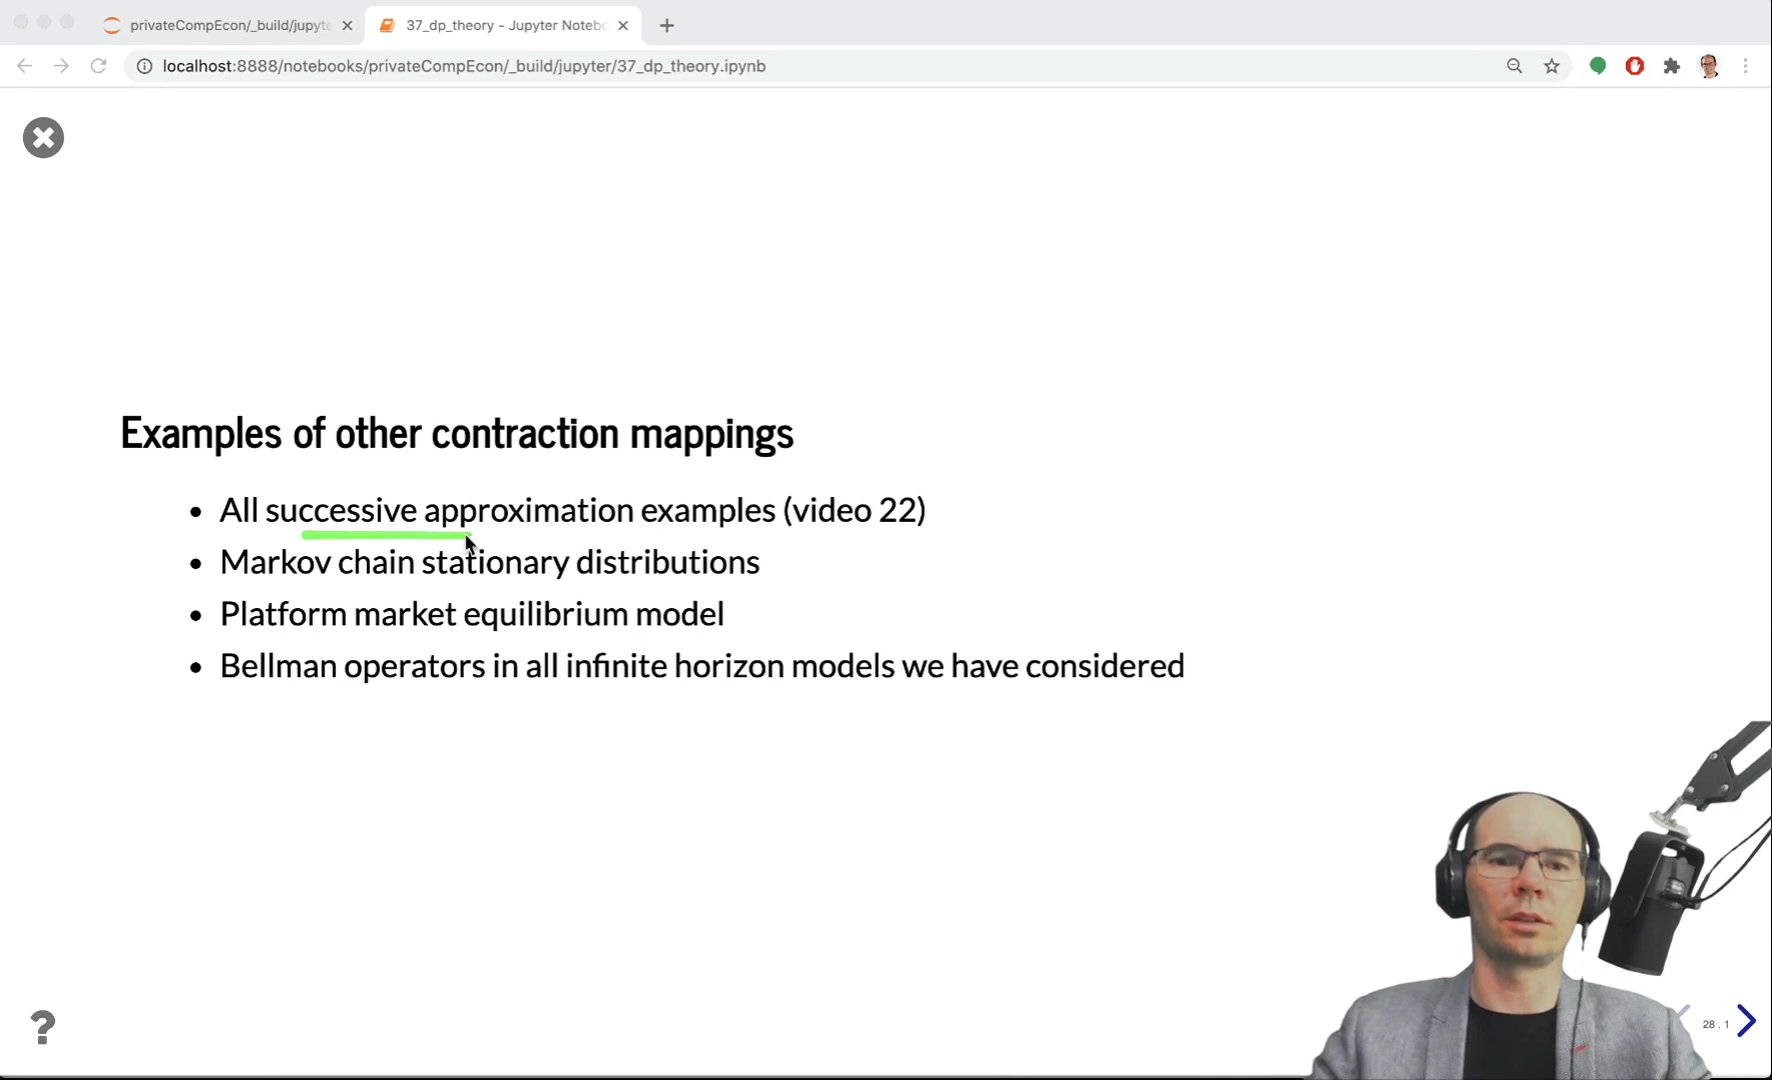 privateCompEcon/_build/jupyte
37_dp_theory - Jupyter Notebo
localhost:8888/notebooks/privateCompEcon/_build/jupyter/37_dp_theory.ipynb
Examples of other contraction mappings
• All successive approximation examples (video 22)
• Markov chain stationary distributions
• Platform market equilibrium model
• Bellman operators in all infinite horizon models we have considered
?
28.1